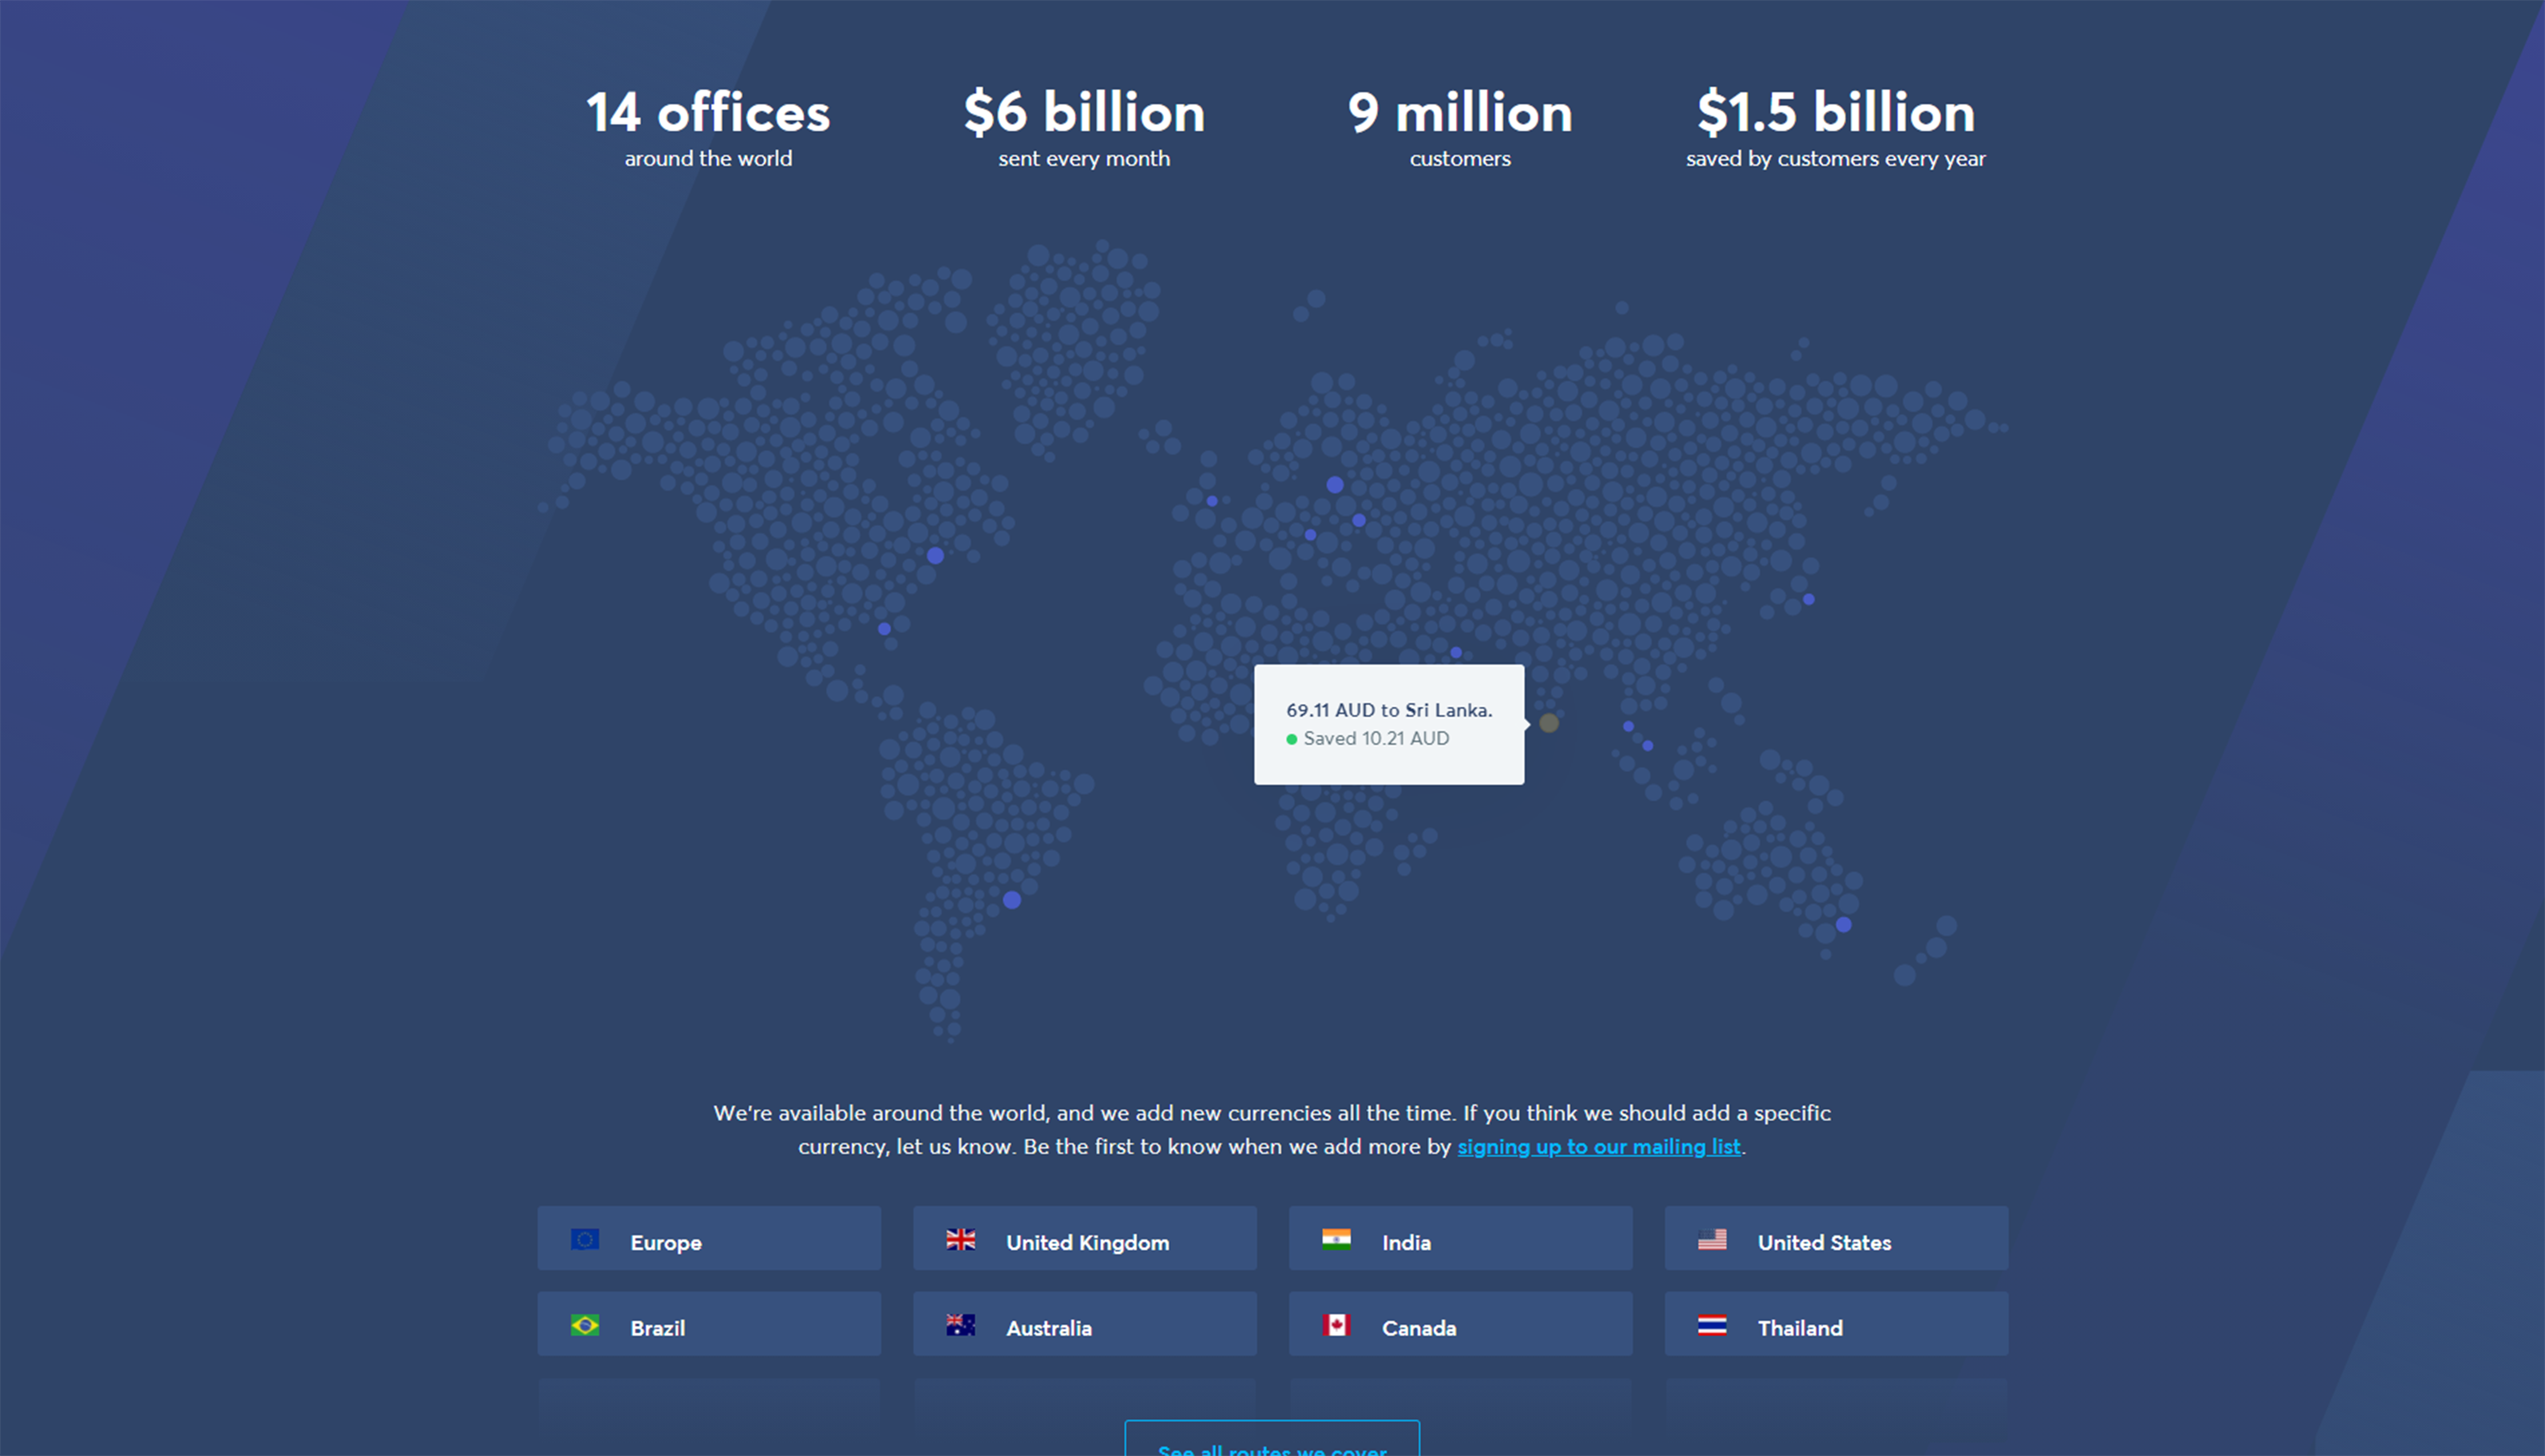 14 offices
around the world
$6 billion
sent every month
9 million
customers
$1.5 billion
saved by customers every year
69.11 AUD to Sri Lanka.
Saved 10.21 AUD
We're available around the world, and we add new currencies all the time. If you think we should add a specific
currency, let us know. Be the first to know when we add more by signing up to our mailing list.
Europe
United Kingdom
India
United States
Brazil
Australia
Canada
Thailand
See all routes we cover